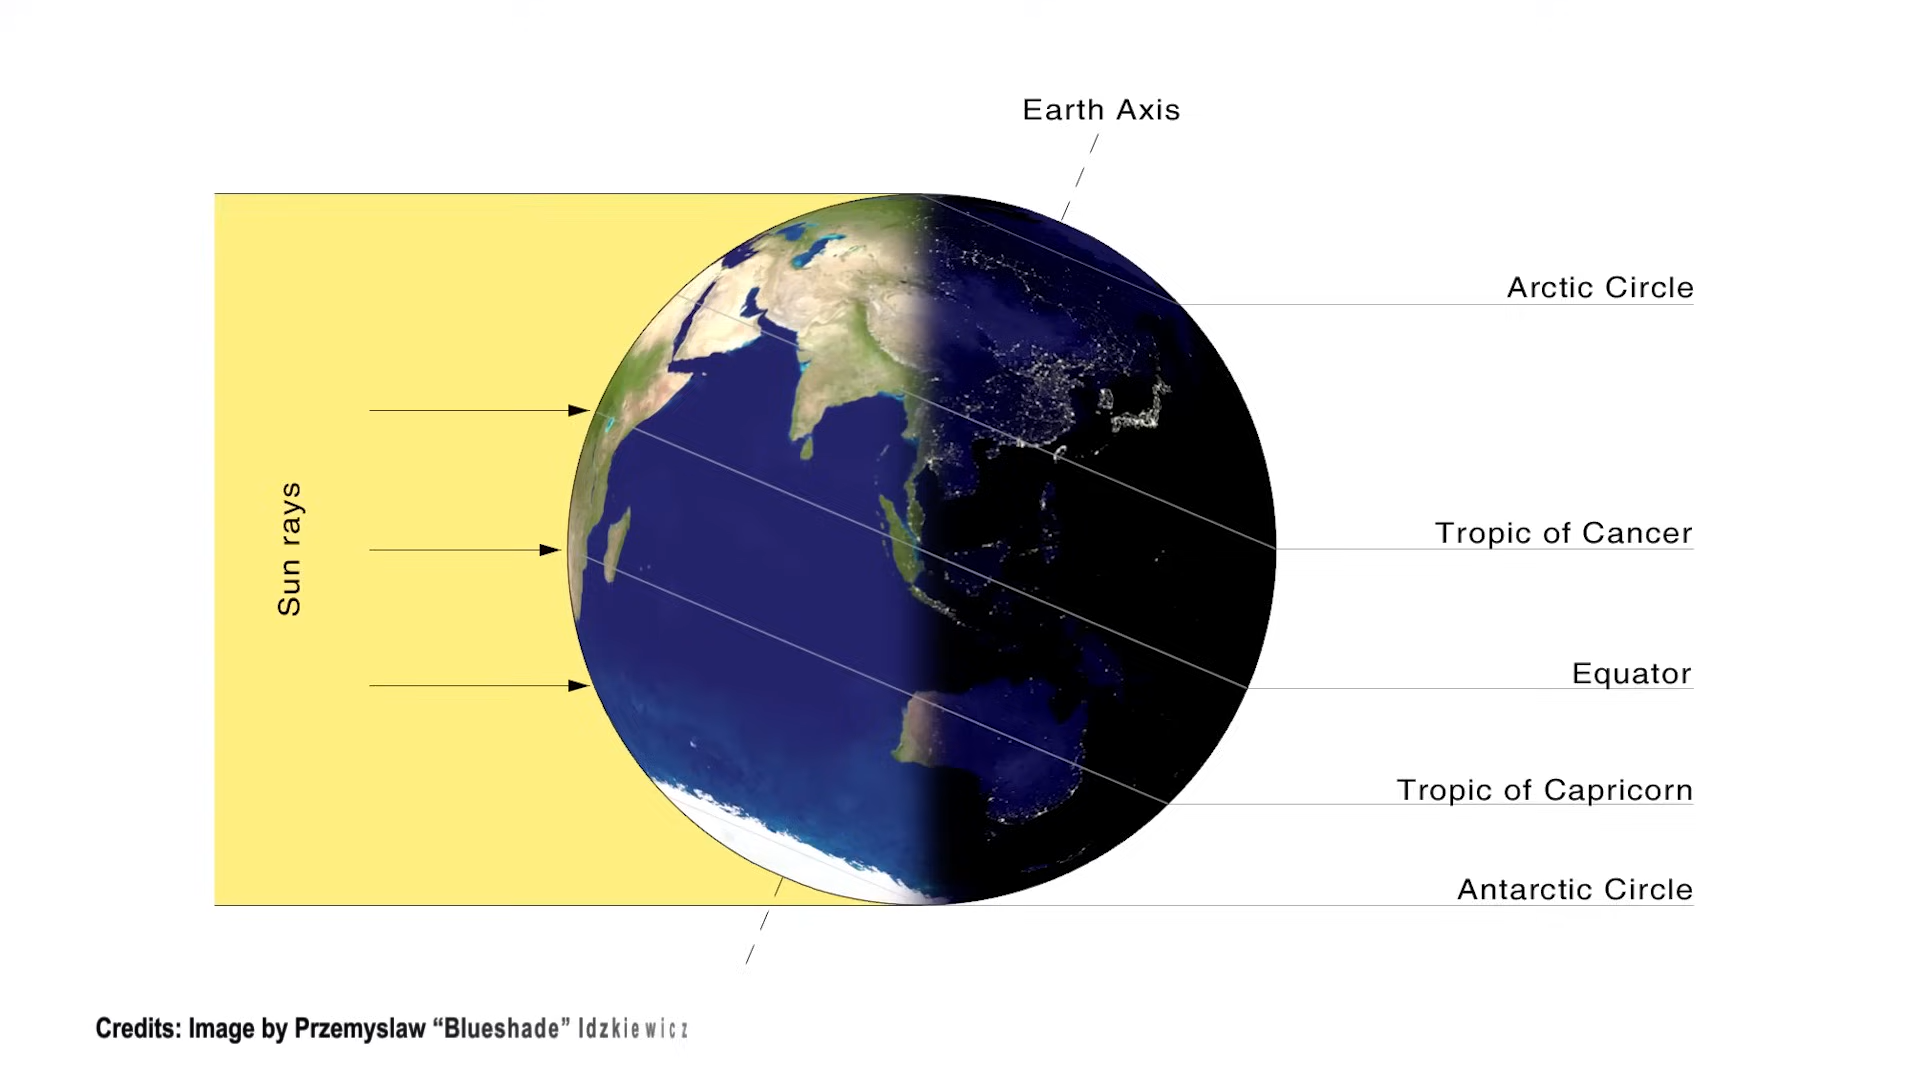 Earth Axis
Arctic Circle
Sun rays
Tropic of Cancer
Equator
Tropic of Capricorn
Antarctic Circle
Credits: Image by Przemyslaw “Blueshade” Idzkiewicz